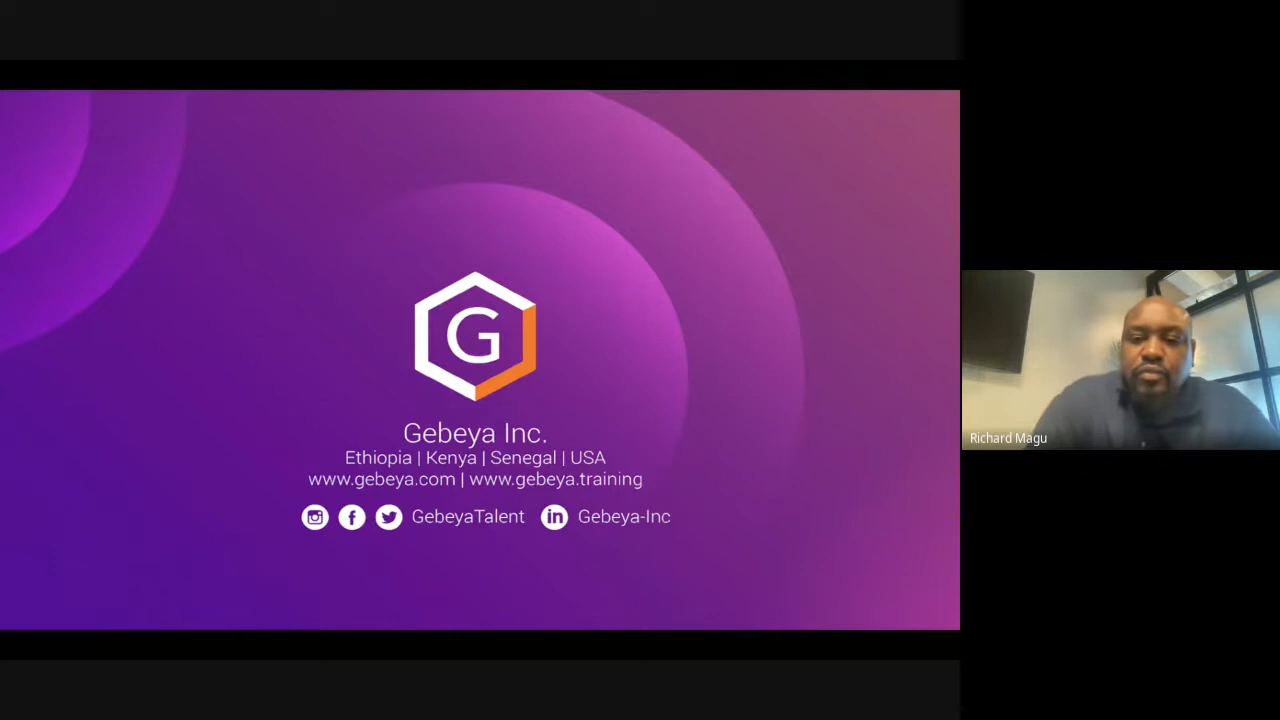 G
Gebeya Inc.
Ethiopia | Kenya | Senegal | USA
www.gebeya.com | www.gebeya.training
GebeyaTalent Gebeya-Inc
Richard Magu